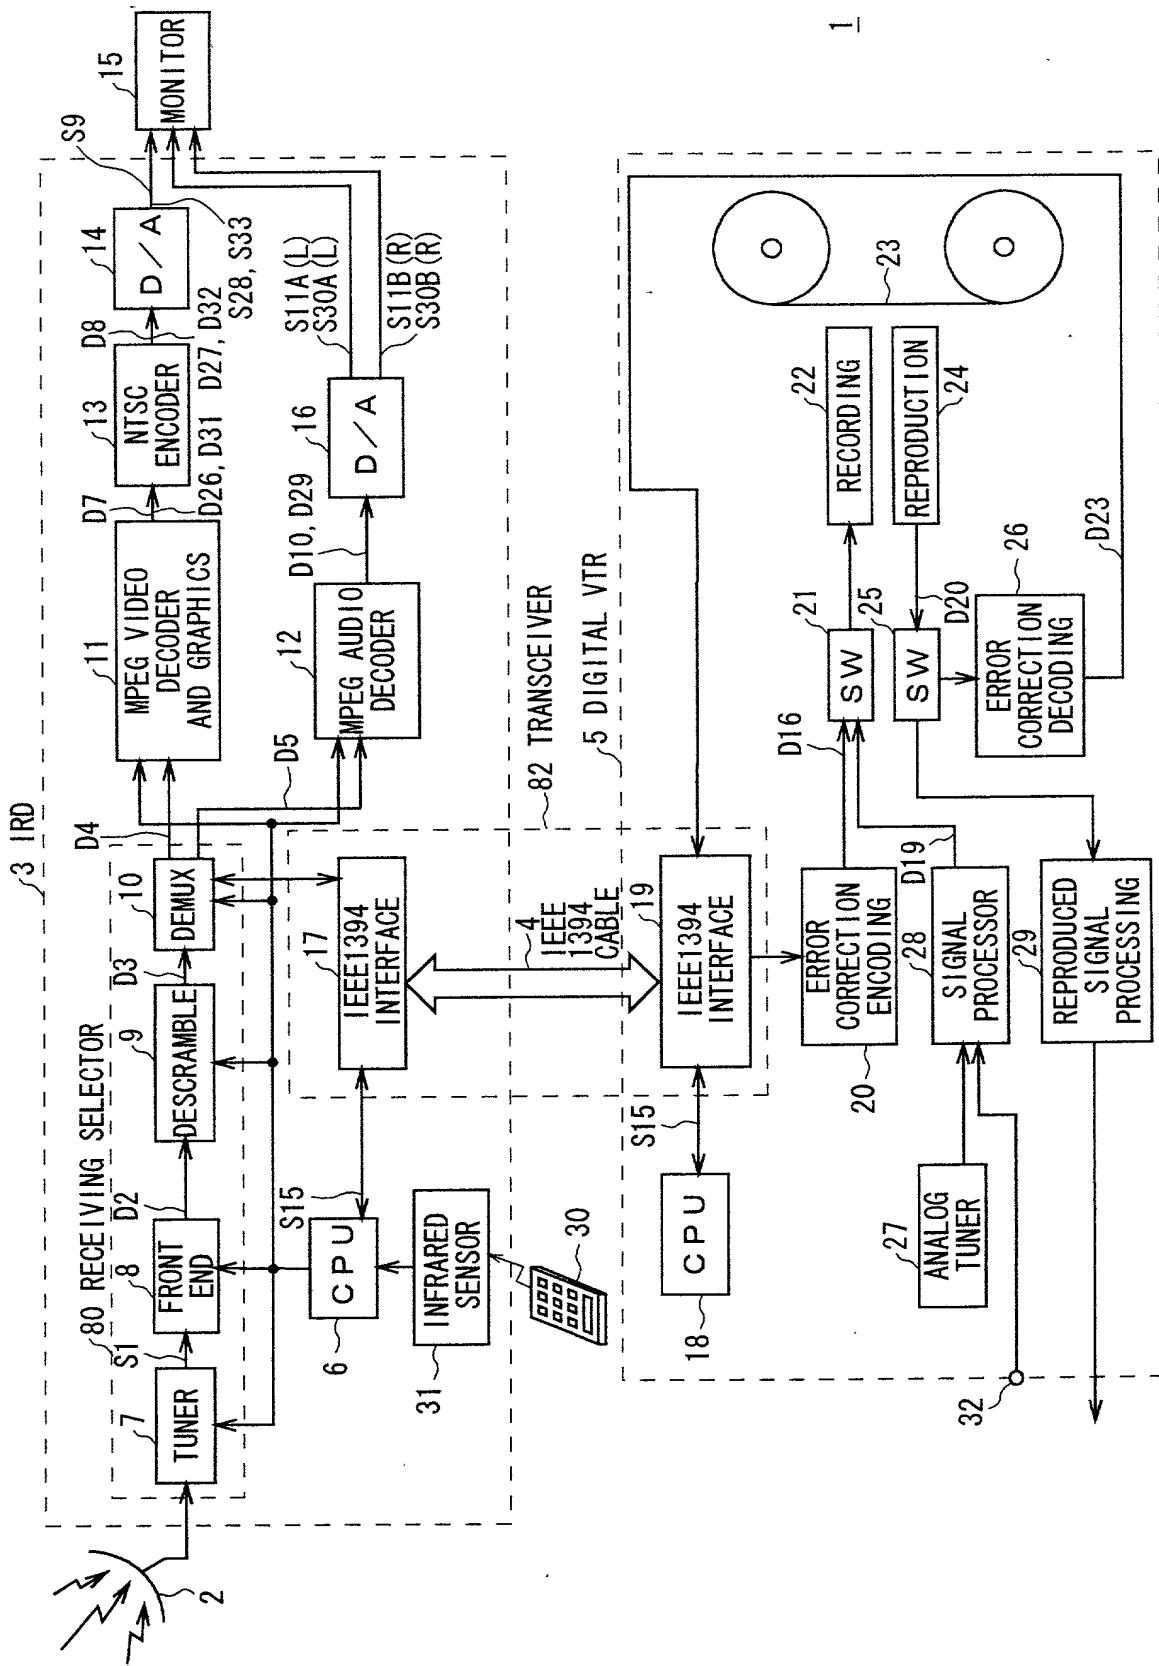 1
3 IRD
80 RECEIVING SELECTOR
2
7
TUNER
S1
8
FRONT
END
D2
9
DESCRAMBLE
D3
10
DEMUX
D4
D5
11
MPEG VIDEO
DECODER
AND GRAPHICS
D7
D26, D31
13
NTSC
ENCODER
D8
D27, D32
14
D/A
S28, S33
S9
15
MONITOR
12
MPEG AUDIO
DECODER
D10, D29
16
D/A
S11A(L)
S30A(L)
S11B(R)
S30B(R)
6
CPU
S15
17
IEEE1394
INTERFACE
31
INFRARED
SENSOR
30
82 TRANSCEIVER
4
IEEE
1394
CABLE
5 DIGITAL VTR
18
CPU
S15
19
IEEE1394
INTERFACE
20
ERROR
CORRECTION
ENCODING
D16
21
SW
22
RECORDING
23
24
REPRODUCTION
D20
25
SW
26
ERROR
CORRECTION
DECODING
D23
27
ANALOG
TUNER
28
SIGNAL
PROCESSOR
D19
29
REPRODUCED
SIGNAL
PROCESSING
32